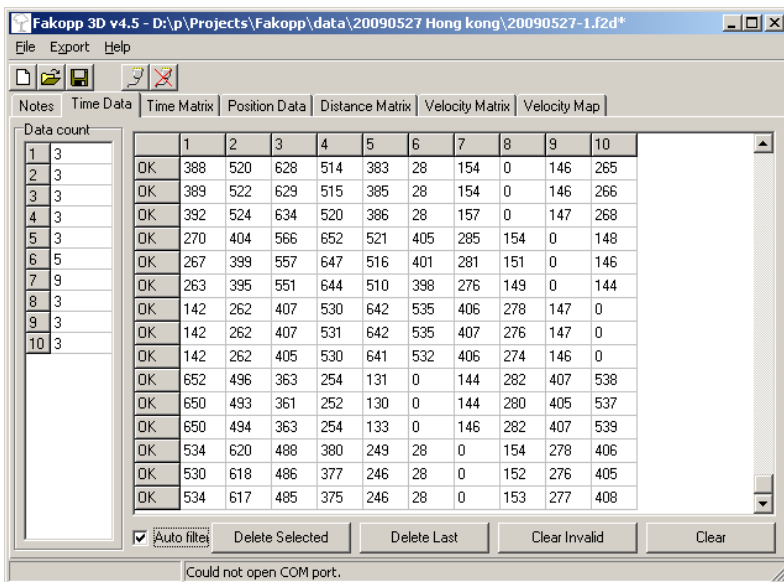 Fakopp 3D v4.5 - D:\p\Projects\Fakopp\data\20090527 Hong kong\20090527-1.f2d*
File Export Help
Notes Time Data Time Matrix Position Data Distance Matrix Velocity Matrix Velocity Map
Data count
1 3
2 3
3 3
4 3
5 3
6 5
7 9
8 3
9 3
10 3
1 2 3 4 5 6 7 8 9 10
OK 388 520 628 514 383 28 154 0 146 265
OK 389 522 629 515 385 28 154 0 146 266
OK 392 524 634 520 386 28 157 0 147 268
OK 270 404 566 652 521 405 285 154 0 148
OK 267 399 557 647 516 401 281 151 0 146
OK 263 395 551 644 510 398 276 149 0 144
OK 142 262 407 530 642 535 406 278 147 0
OK 142 262 407 531 642 535 407 276 147 0
OK 142 262 405 530 641 532 406 274 146 0
OK 652 496 363 254 131 0 144 282 407 538
OK 650 493 361 252 130 0 144 280 405 537
OK 650 494 363 254 133 0 146 282 407 539
OK 534 620 488 380 249 28 0 154 278 406
OK 530 618 486 377 246 28 0 152 276 405
OK 534 617 485 375 246 28 0 153 277 408
Auto filter Delete Selected Delete Last Clear Invalid Clear
Could not open COM port.